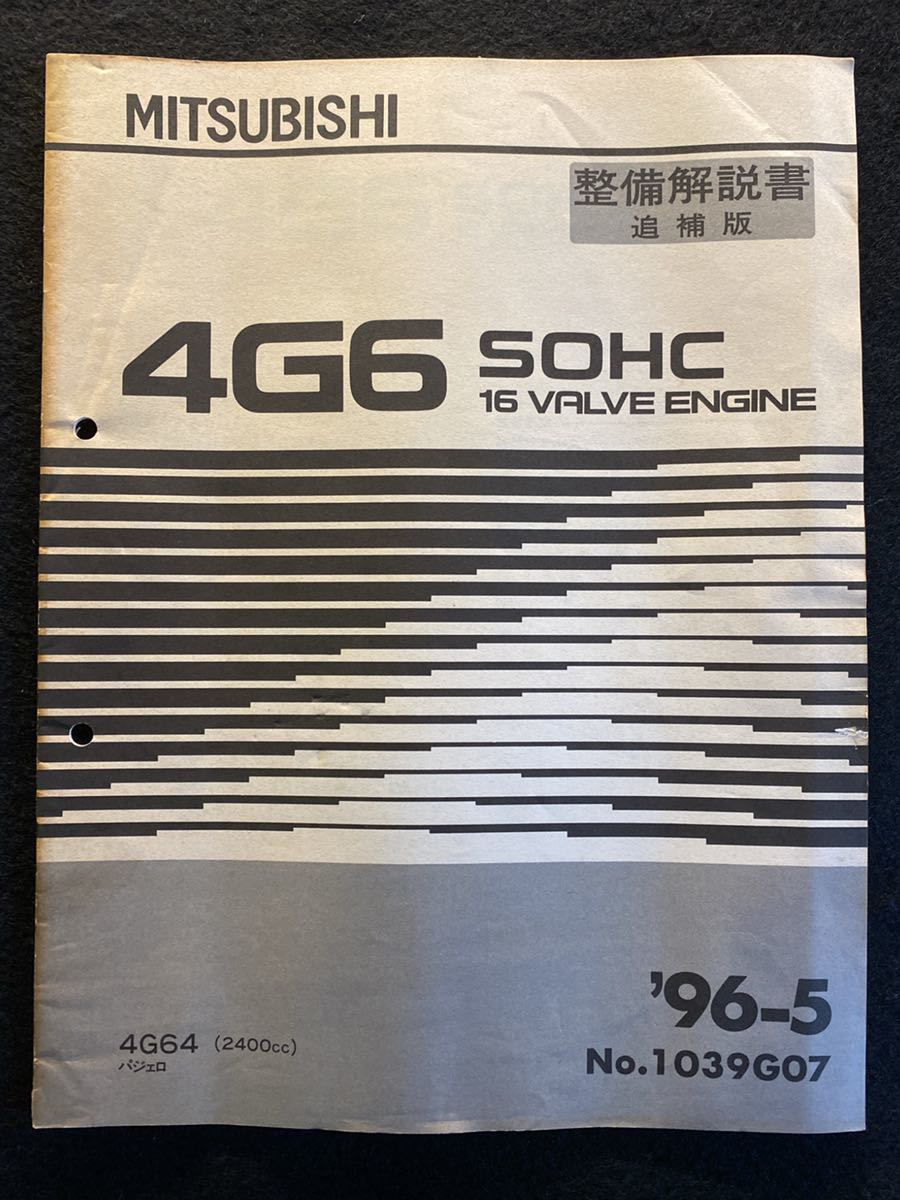 MITSUBISHI
整備解説書
追補版
4G6 SOHC
16 VALVE ENGINE
'96-5
4G64 (2400cc)
パジェロ
No.1039G07